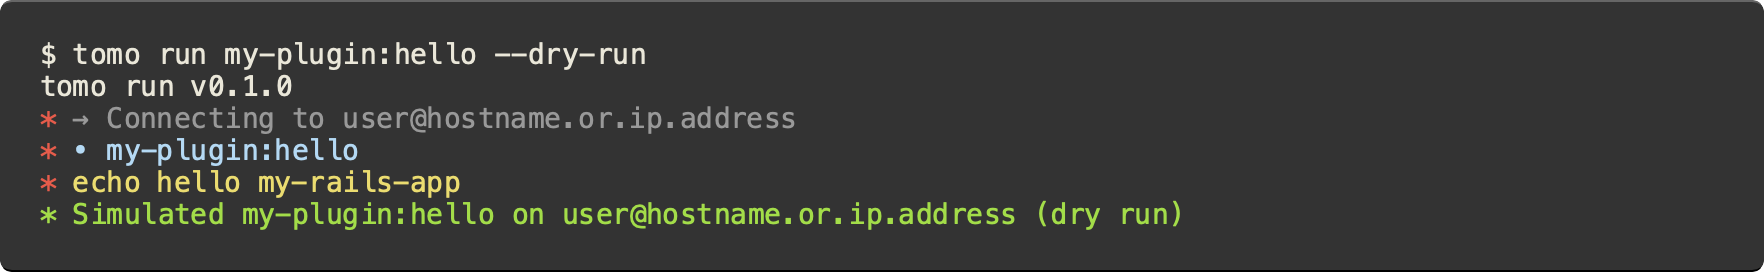 $ tomo run my-plugin:hello --dry-run
tomo run v0.1.0
* → Connecting to user@hostname.or.ip.address
* • my-plugin:hello
* echo hello my-rails-app
* Simulated my-plugin:hello on user@hostname.or.ip.address (dry run)